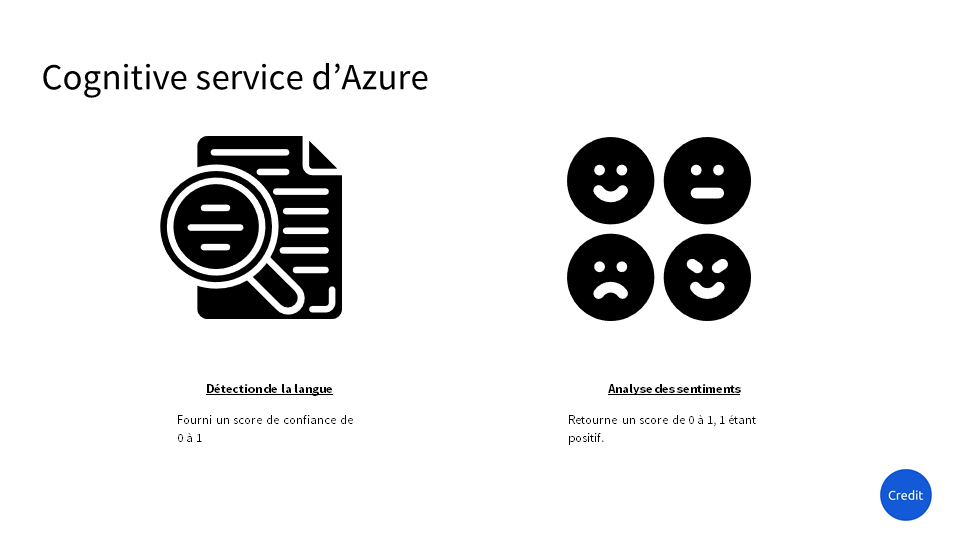 Cognitive service d’Azure
Détection de la langue
Fourni un score de confiance de
0 à 1
Analyse des sentiments
Retourne un score de 0 à 1, 1 étant
positif.
Credit